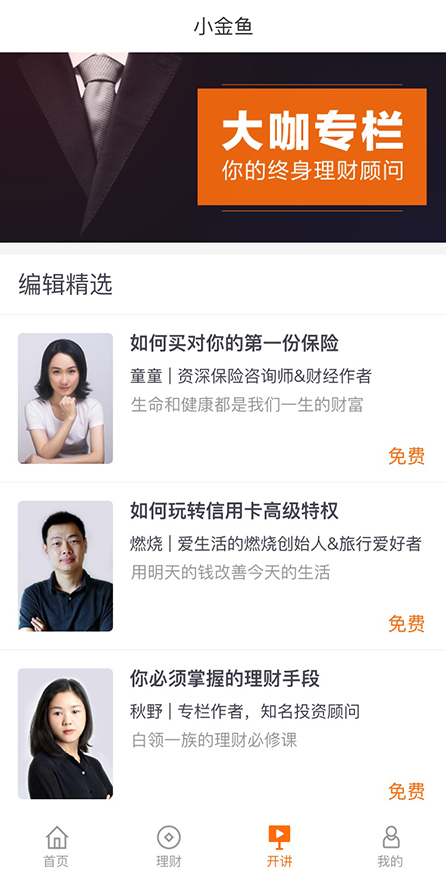 小金鱼
大咖专栏
你的终身理财顾问
编辑精选
如何买对你的第一份保险
童童 | 资深保险咨询师&财经作者
生命和健康都是我们一生的财富
免费
如何玩转信用卡高级特权
燃烧 | 爱生活的燃烧创始人&旅行爱好者
用明天的钱改善今天的生活
免费
你必须掌握的理财手段
秋野 | 专栏作者，知名投资顾问
白领一族的理财必修课
免费
首页 理财 开讲 我的